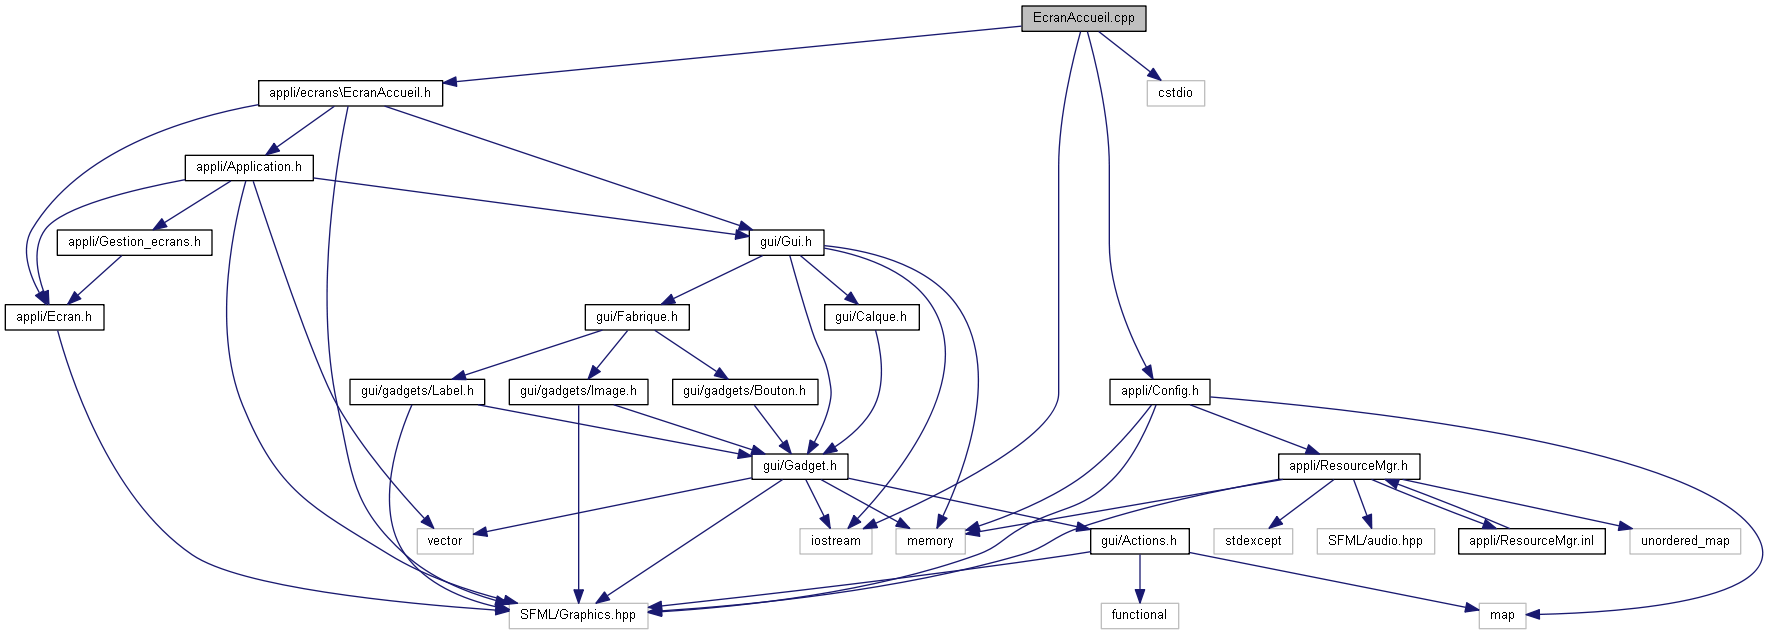 EcranAccueil.cpp
appli/ecrans\EcranAccueil.h
cstdio
appli/Application.h
appli/Gestion_ecrans.h
gui/Gui.h
appli/Ecran.h
gui/Fabrique.h
gui/Calque.h
gui/gadgets/Label.h
gui/gadgets/Image.h
gui/gadgets/Bouton.h
appli/Config.h
gui/Gadget.h
appli/ResourceMgr.h
vector
iostream
memory
gui/Actions.h
stdexcept
SFML/audio.hpp
appli/ResourceMgr.inl
unordered_map
SFML/Graphics.hpp
functional
map